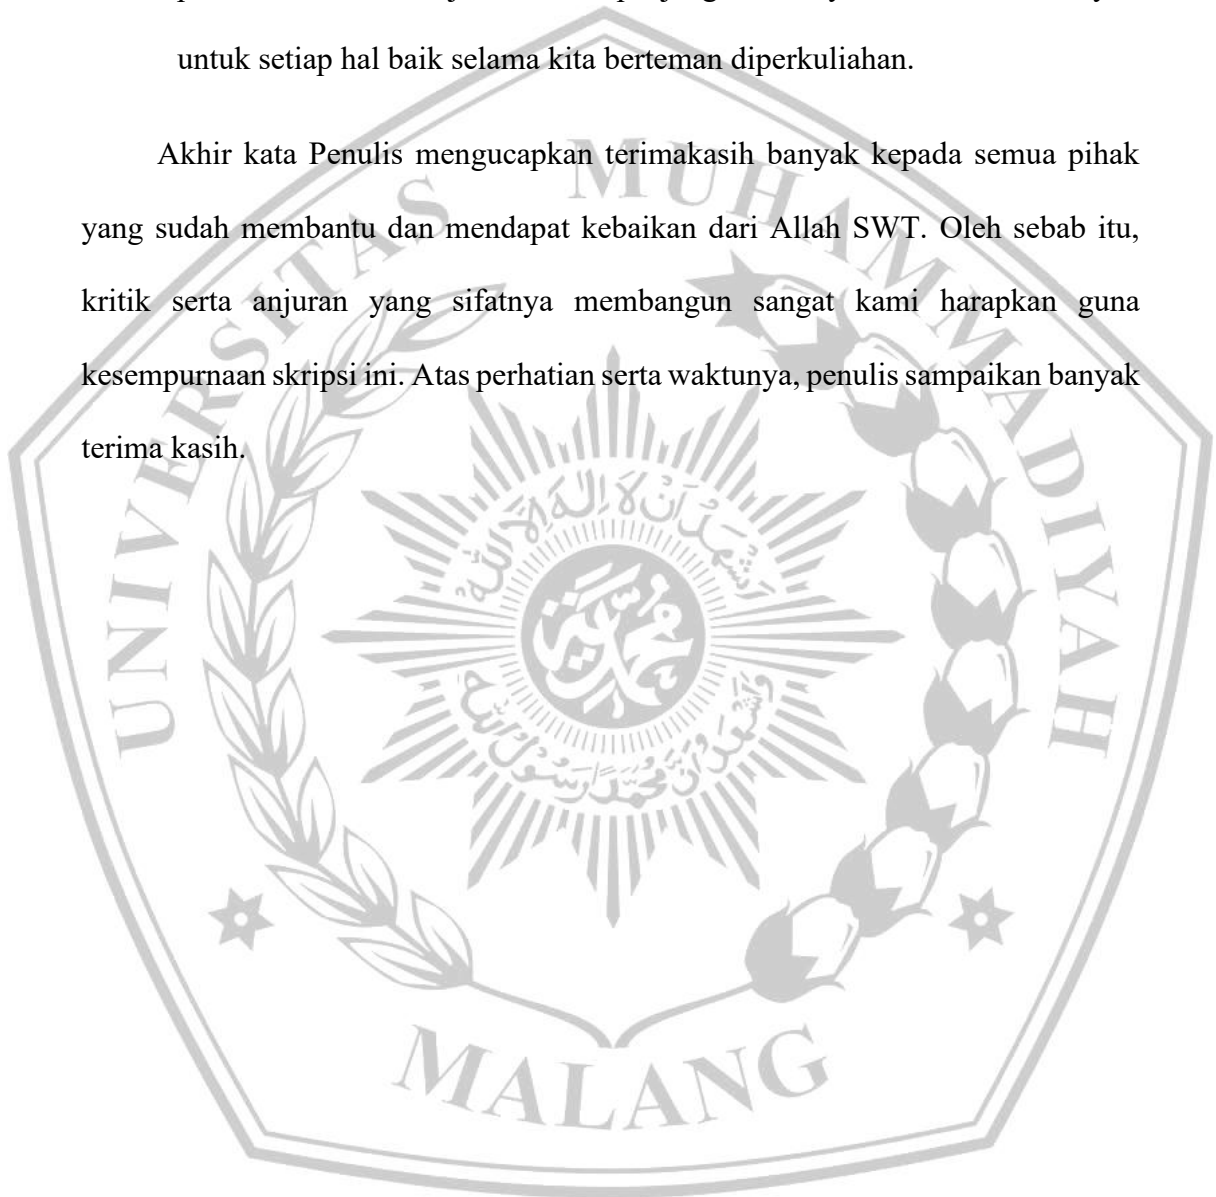 untuk setiap hal baik selama kita berteman diperkuliahan.
Akhir kata Penulis mengucapkan terimakasih banyak kepada semua pihak
yang sudah membantu dan mendapat kebaikan dari Allah SWT. Oleh sebab itu,
kritik serta anjuran yang sifatnya membangun sangat kami harapkan guna
kesempurnaan skripsi ini. Atas perhatian serta waktunya, penulis sampaikan banyak
terima kasih.
UNIVERSITAS MUHAMMADIYAH
MALANG